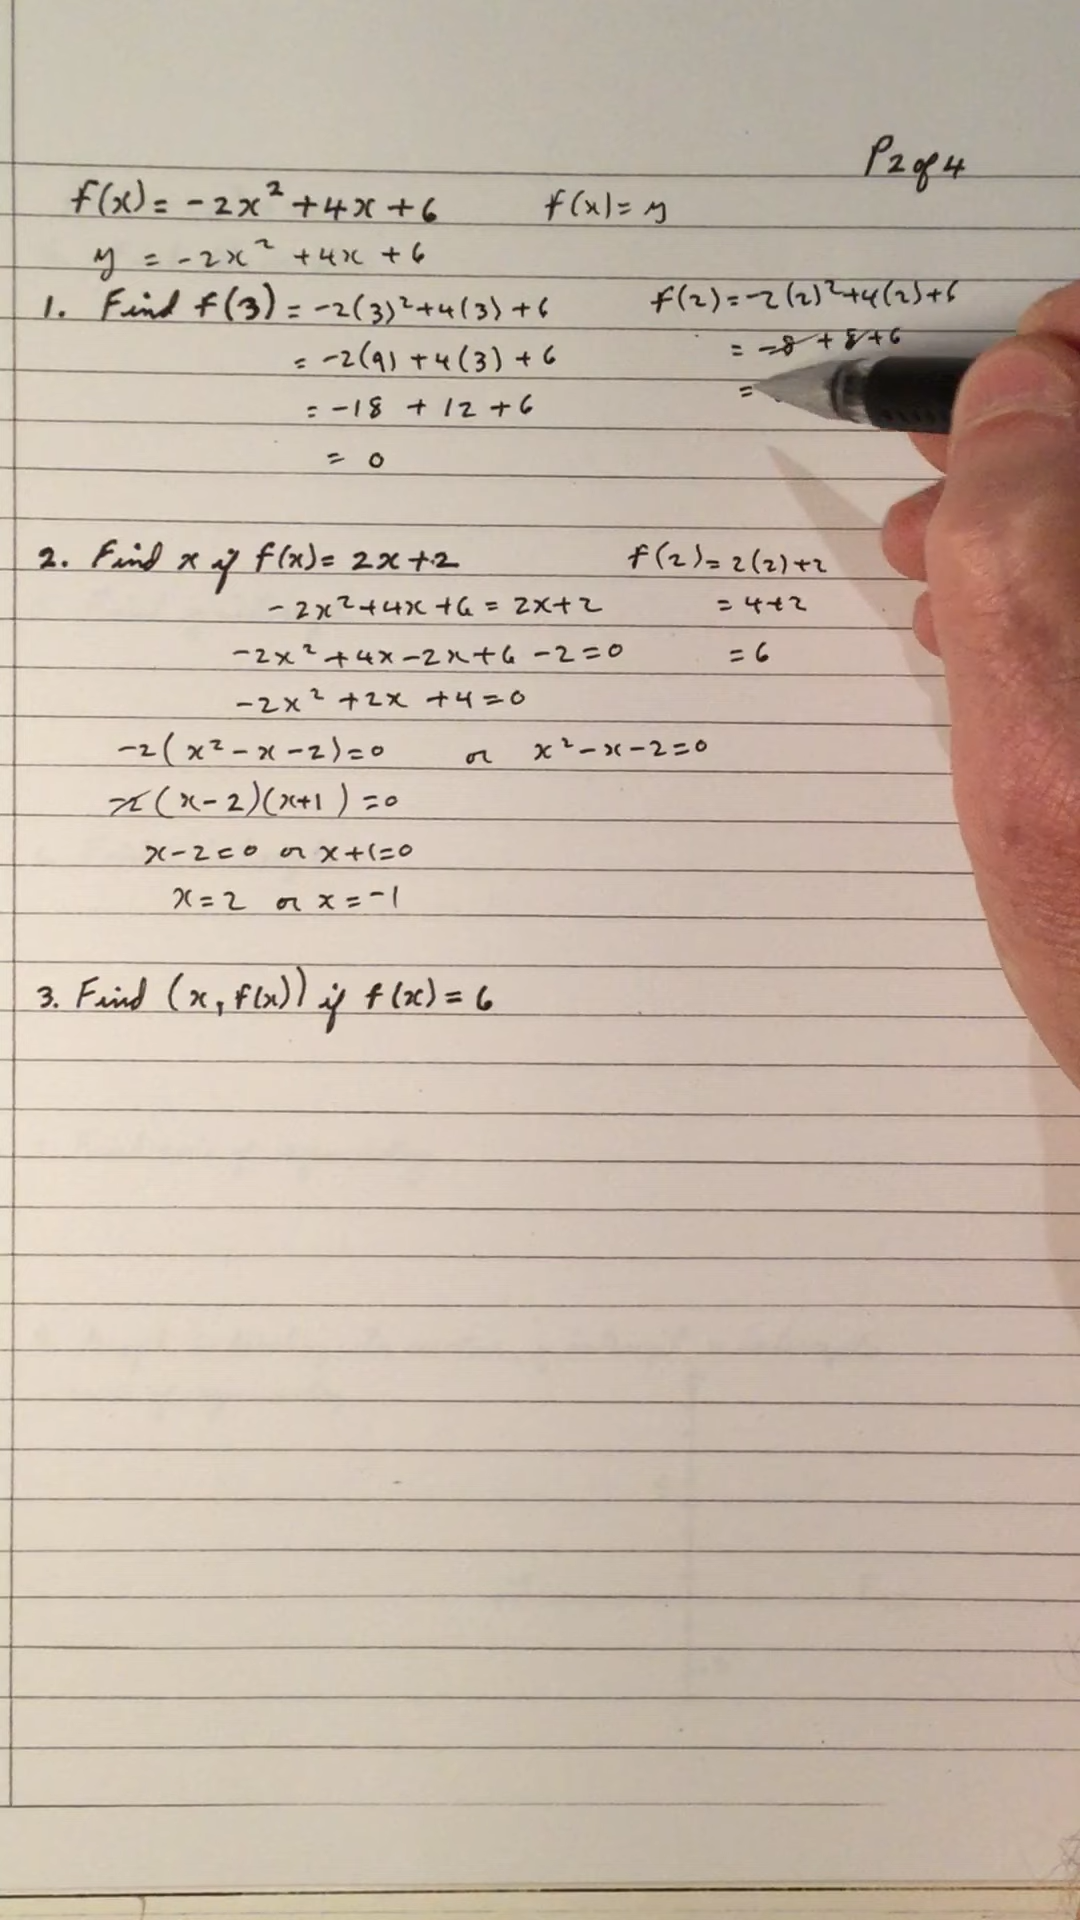 P2 of 4
f(x) = -2x² + 4x + 6 f(x) = y
y = -2x² + 4x + 6
1. Find f(3) = -2(3)² + 4(3) + 6 f(2) = -2(2)² + 4(2) + 6
= -2(9) + 4(3) + 6 = -8 + 8 + 6
= -18 + 12 + 6 =
= 0
2. Find x if f(x) = 2x + 2 f(2) = 2(2) + 2
-2x² + 4x + 6 = 2x + 2 = 4 + 2
-2x² + 4x - 2x + 6 - 2 = 0 = 6
-2x² + 2x + 4 = 0
-2(x² - x - 2) = 0 or x² - x - 2 = 0
-2(x - 2)(x + 1) = 0
x - 2 = 0 or x + 1 = 0
x = 2 or x = -1
3. Find (x, f(x)) if f(x) = 6